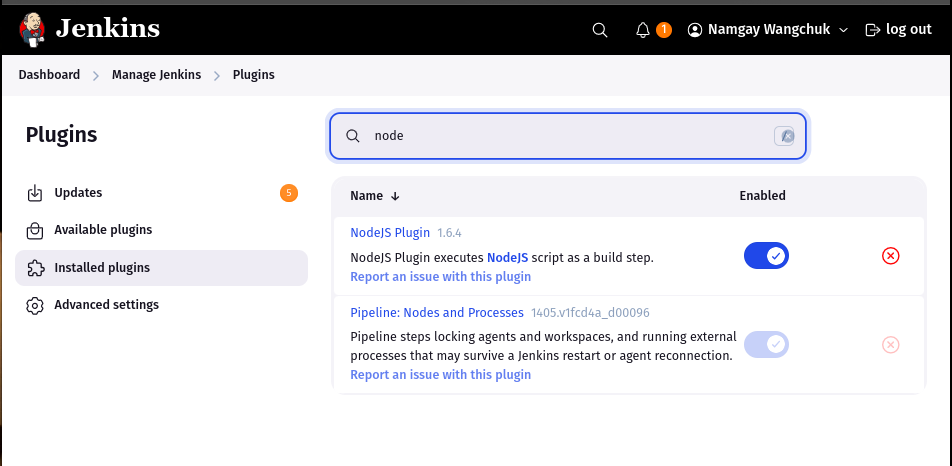 Jenkins
1
Namgay Wangchuk
log out
Dashboard > Manage Jenkins > Plugins
Plugins
node
Updates
5
Available plugins
Installed plugins
Advanced settings
Name ↓
Enabled
NodeJS Plugin 1.6.4
NodeJS Plugin executes NodeJS script as a build step.
Report an issue with this plugin
Pipeline: Nodes and Processes 1405.v1fcd4a_d00096
Pipeline steps locking agents and workspaces, and running external
processes that may survive a Jenkins restart or agent reconnection.
Report an issue with this plugin